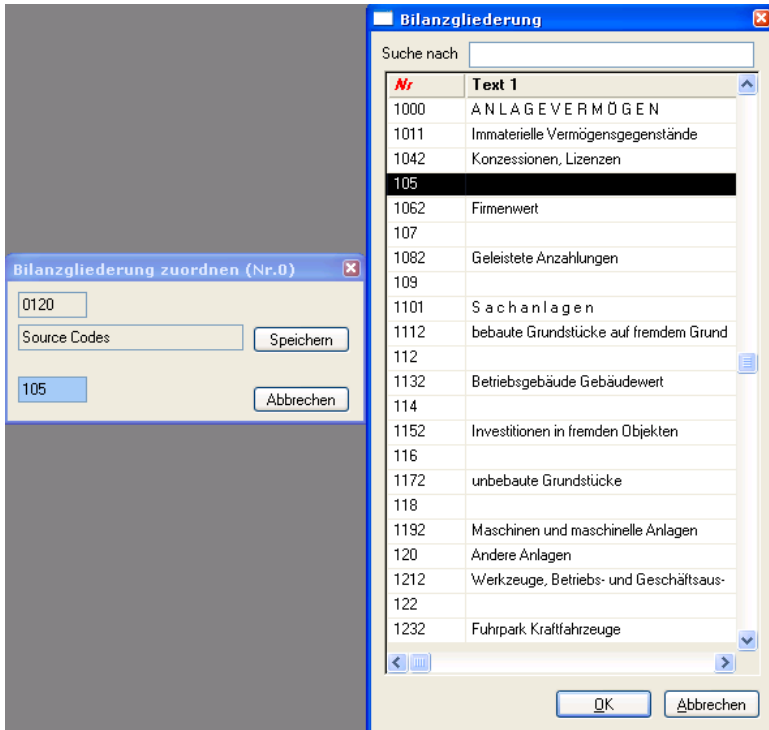 Bilanzgliederung zuordnen (Nr.0)
0120
Source Codes
Speichern
105
Abbrechen
Bilanzgliederung
Suche nach
Nr Text 1
1000 A N L A G E V E R M Ö G E N
1011 Immaterielle Vermögensgegenstände
1042 Konzessionen, Lizenzen
105
1062 Firmenwert
107
1082 Geleistete Anzahlungen
109
1101 S a c h a n l a g e n
1112 bebaute Grundstücke auf fremdem Grund
112
1132 Betriebsgebäude Gebäudewert
114
1152 Investitionen in fremden Objekten
116
1172 unbebaute Grundstücke
118
1192 Maschinen und maschinelle Anlagen
120 Andere Anlagen
1212 Werkzeuge, Betriebs- und Geschäftsaus-
122
1232 Fuhrpark Kraftfahrzeuge
OK Abbrechen